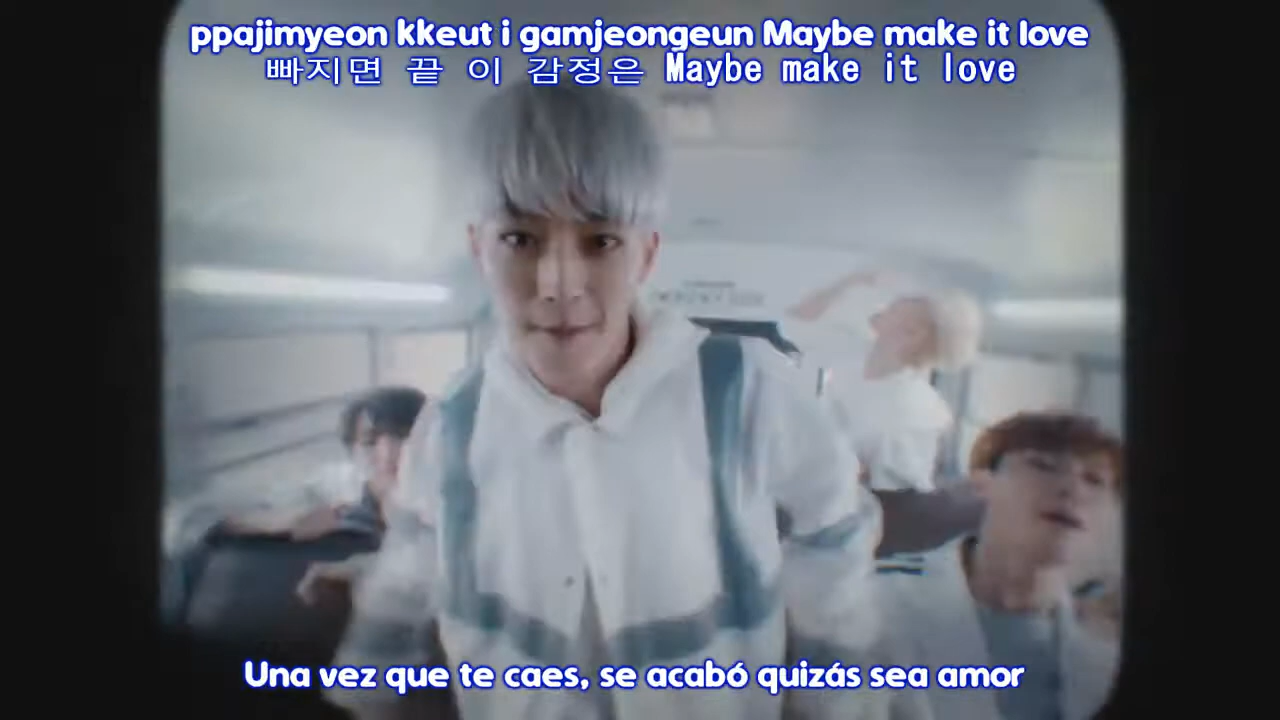 ppajimyeon kkeut i gamjeongeun Maybe make it love
빠지면 끝 이 감정은 Maybe make it love
Una vez que te caes, se acabó quizás sea amor